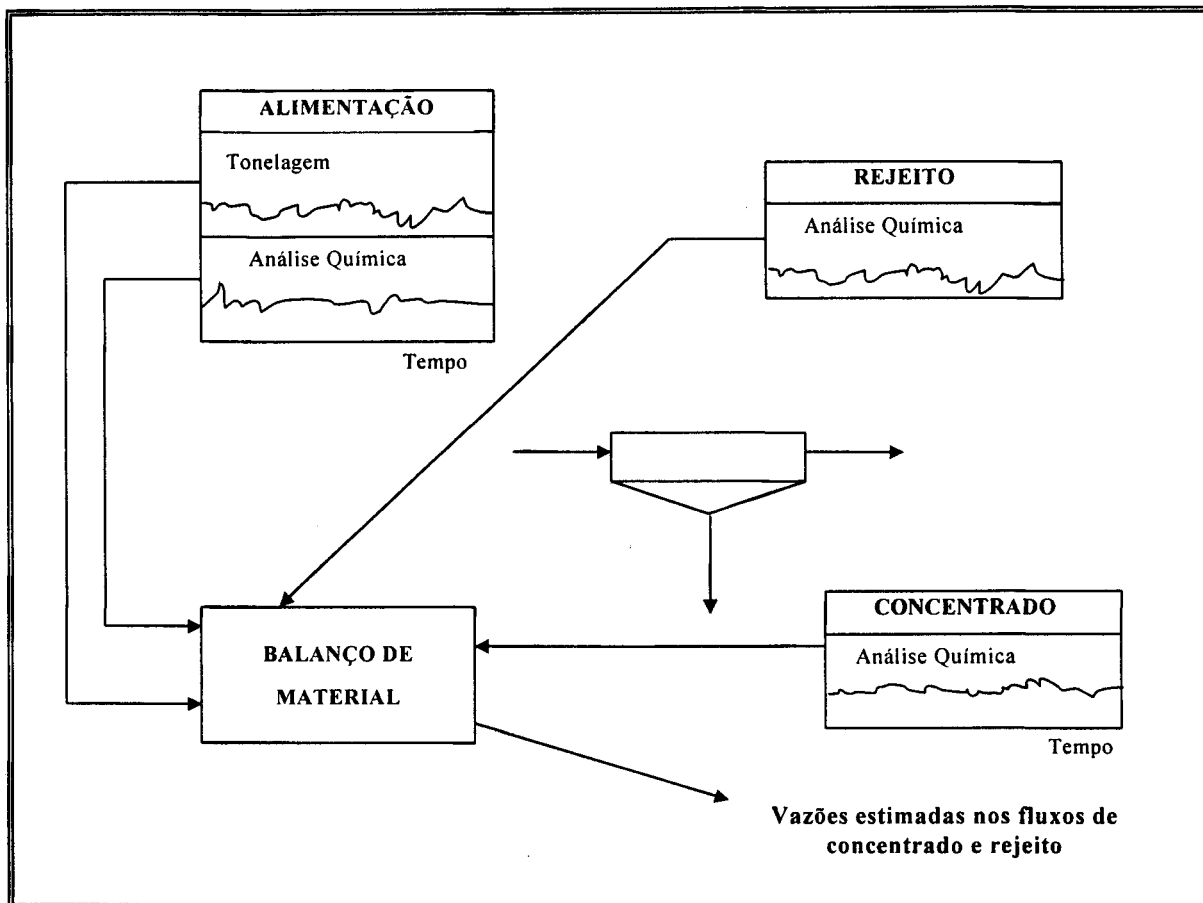 ALIMENTAÇÃO
Tonelagem
Análise Química
Tempo
REJEITO
Análise Química
BALANÇO DE
MATERIAL
CONCENTRADO
Análise Química
Tempo
Vazões estimadas nos fluxos de
concentrado e rejeito